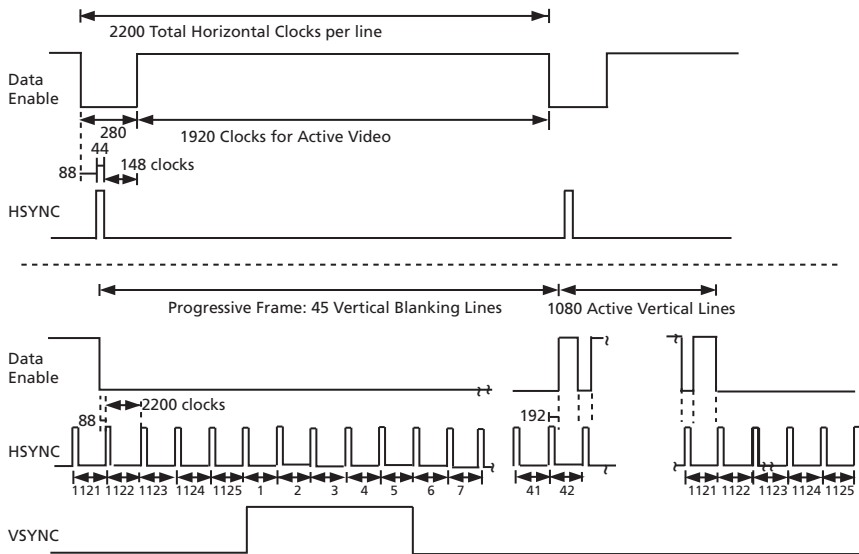 2200 Total Horizontal Clocks per line
Data
Enable
280
1920 Clocks for Active Video
44
88
148 clocks
HSYNC
Progressive Frame: 45 Vertical Blanking Lines
1080 Active Vertical Lines
Data
Enable
88
2200 clocks
192
HSYNC
1121 1122 1123 1124 1125 1 2 3 4 5 6 7 41 42 1121 1122 1123 1124 1125
VSYNC